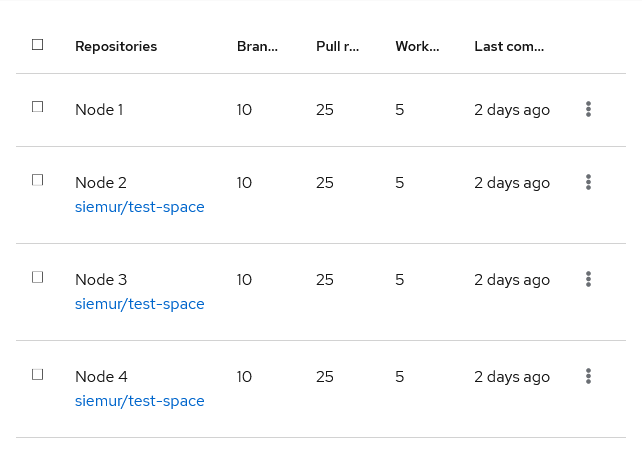 Repositories Bran... Pull r... Work... Last com...
Node 1 10 25 5 2 days ago
Node 2 10 25 5 2 days ago
siemur/test-space
Node 3 10 25 5 2 days ago
siemur/test-space
Node 4 10 25 5 2 days ago
siemur/test-space